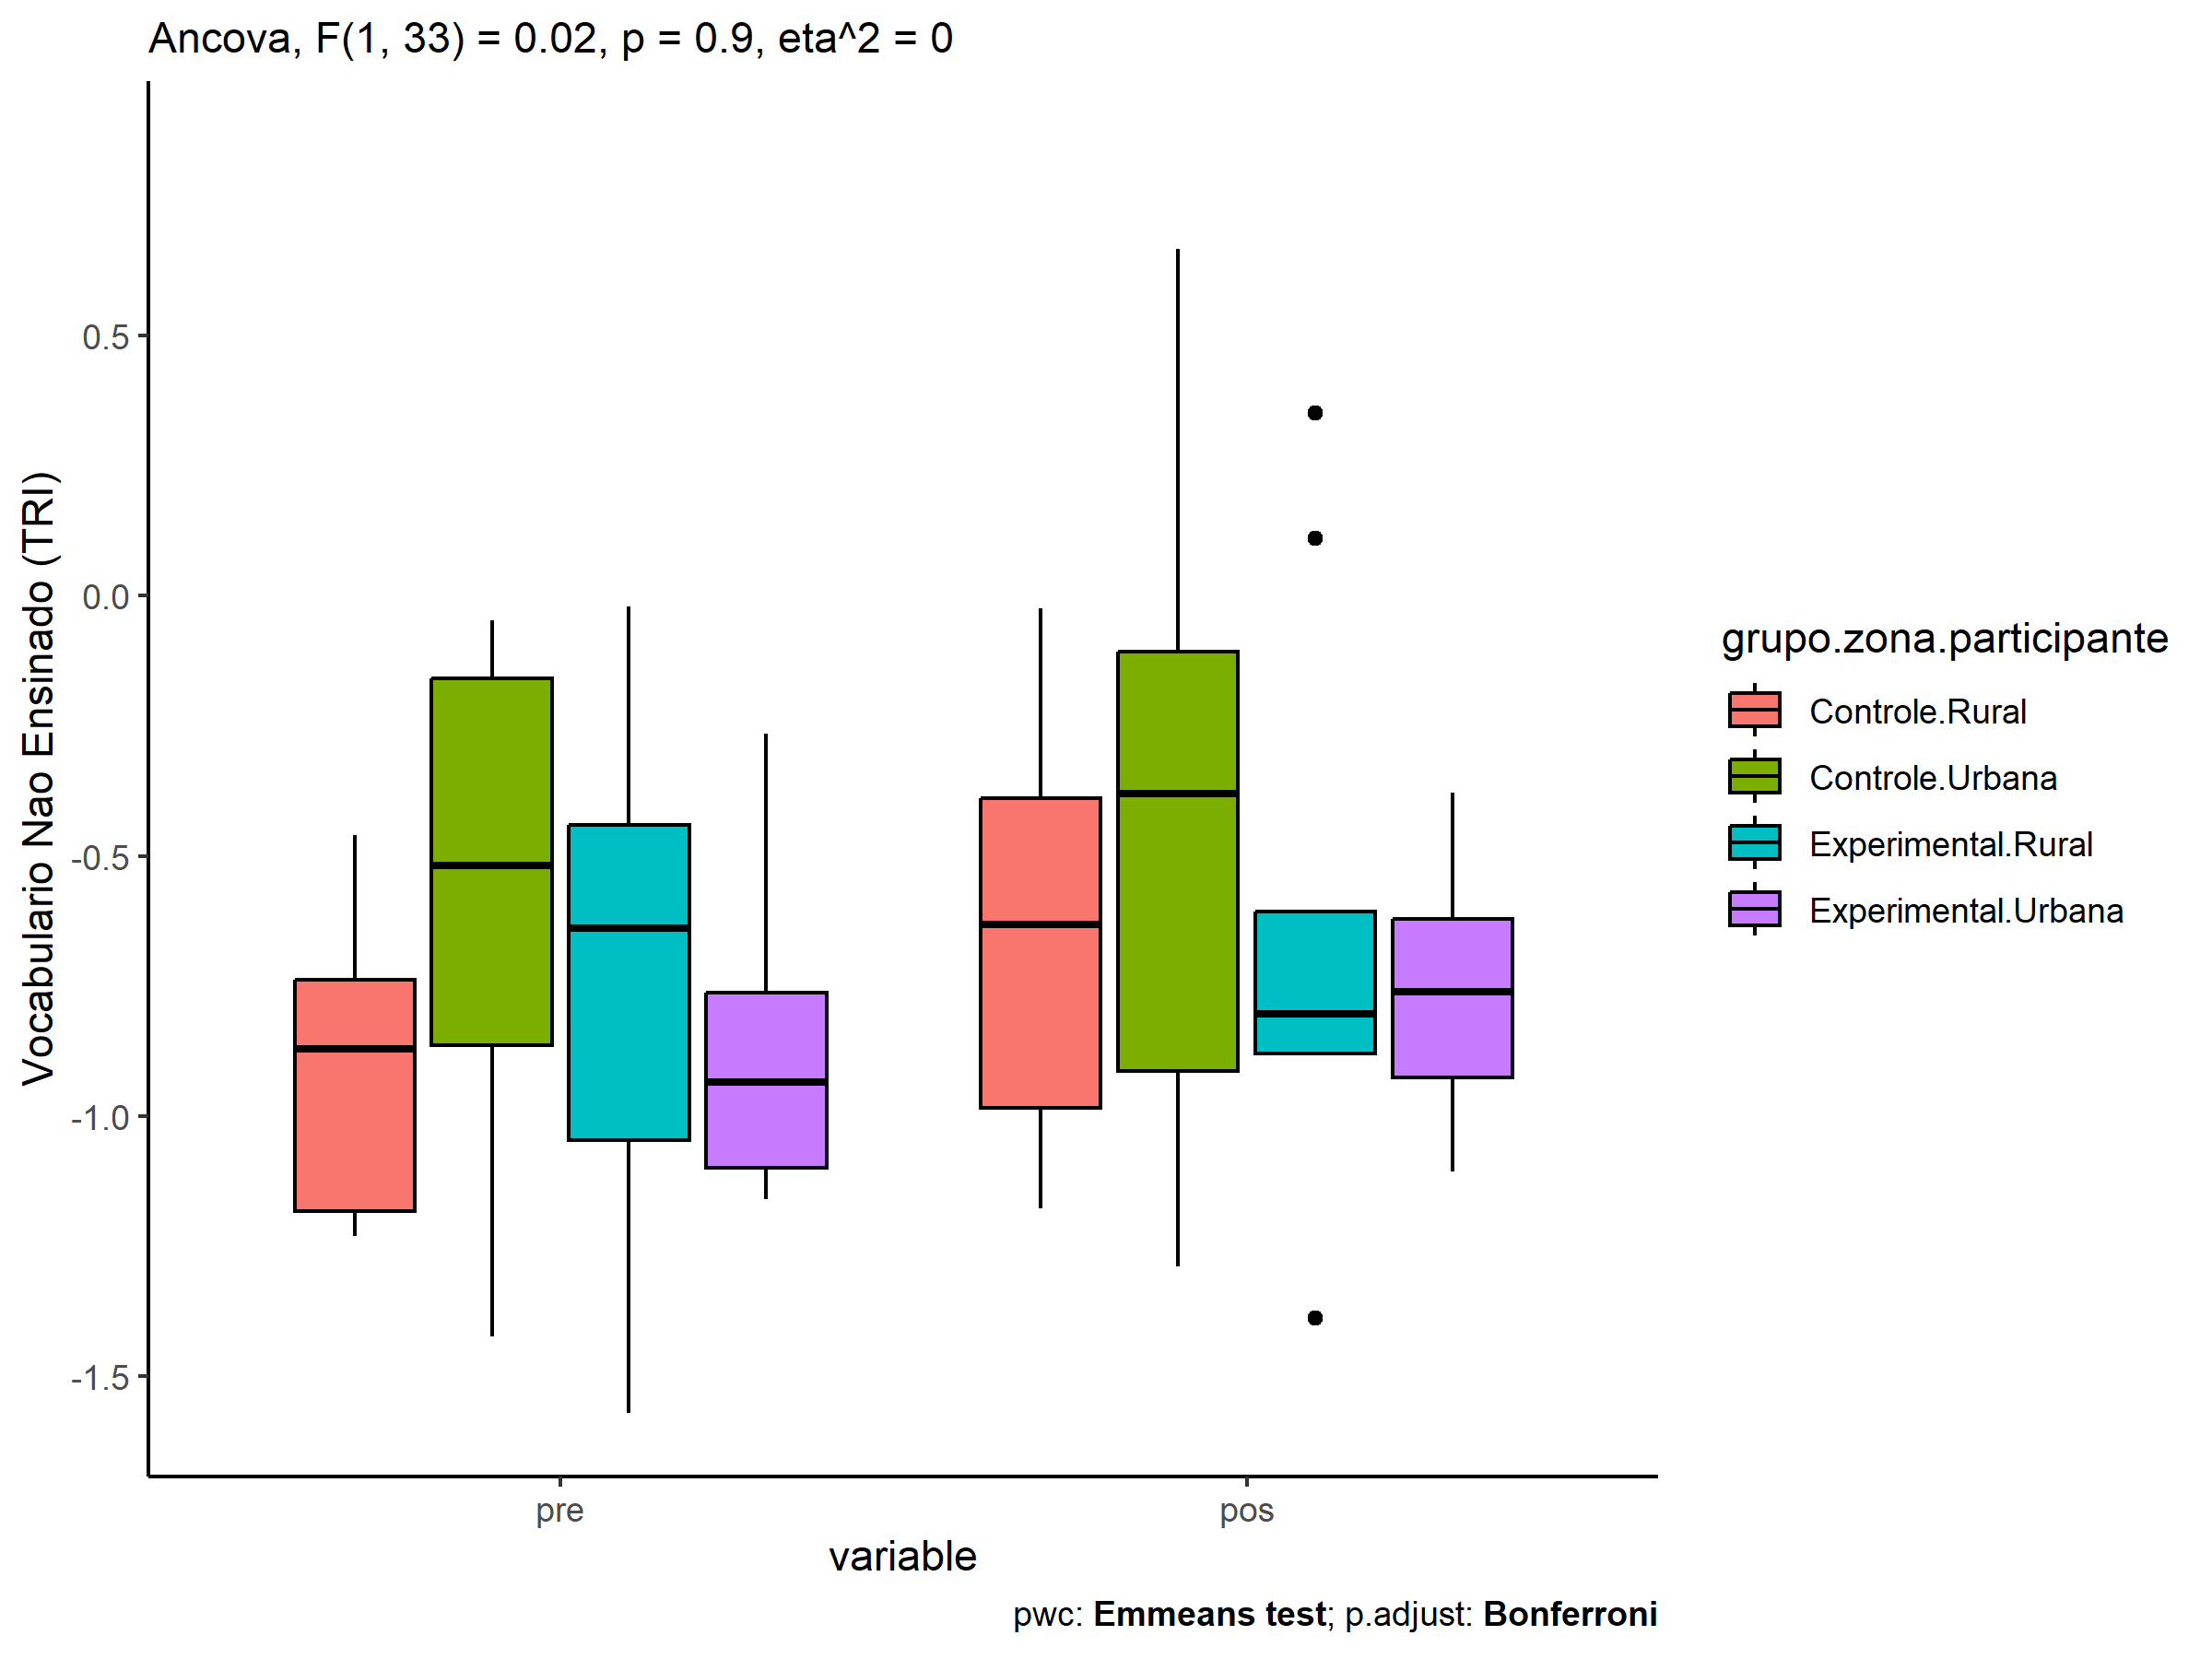 Ancova, F(1, 33) = 0.02, p = 0.9, eta^2 = 0
Vocabulario Nao Ensinado (TRI)
0.5
0.0
-0.5
-1.0
-1.5
pre
pos
variable
grupo.zona.participante
Controle.Rural
Controle.Urbana
Experimental.Rural
Experimental.Urbana
pwc: Emmeans test; p.adjust: Bonferroni